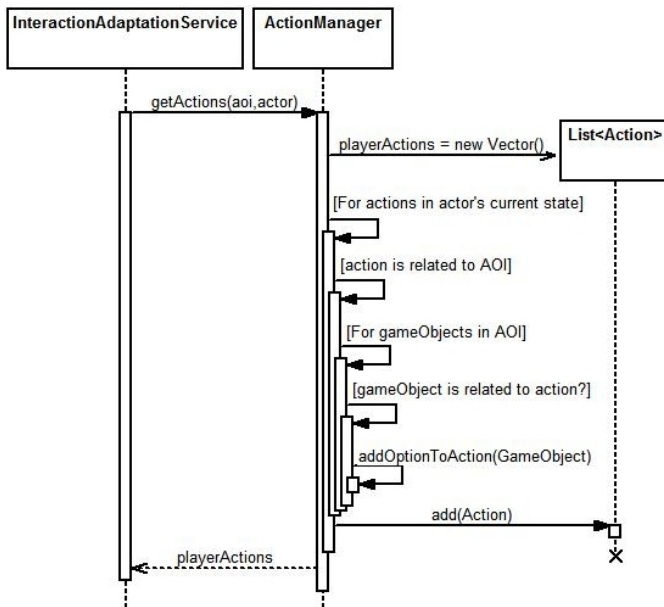 InteractionAdaptationService
ActionManager
getActions(aoi,actor)
playerActions = new Vector()
List<Action>
[For actions in actor's current state]
[action is related to AOI]
[For gameObjects in AOI]
[gameObject is related to action?]
addOptionToAction(GameObject)
add(Action)
playerActions